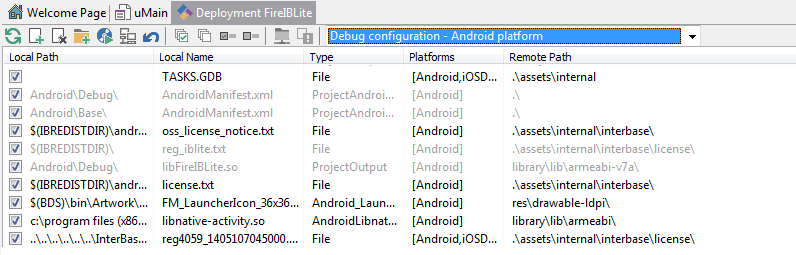 Welcome Page uMain Deployment FireIBLite
Debug configuration - Android platform
Local Path Local Name Type Platforms Remote Path
TASKS.GDB File [Android,iOSD... .\assets\internal
Android\Debug\ AndroidManifest.xml ProjectAndroi... [Android] .\
Android\Base\ AndroidManifest.xml ProjectAndroi... [Android] .\
$(IBREDISTDIR)\andr... oss_license_notice.txt File [Android] .\assets\internal\interbase\
$(IBREDISTDIR)\andr... reg_iblite.txt File [Android] .\assets\internal\interbase\license\
Android\Debug\ libFireIBLite.so ProjectOutput [Android] library\lib\armeabi-v7a\
$(IBREDISTDIR)\andr... license.txt File [Android] .\assets\internal\interbase\
$(BDS)\bin\Artwork\... FM_LauncherIcon_36x36... Android_Laun... [Android] res\drawable-ldpi\
c:\program files (x86... libnative-activity.so AndroidLibnat... [Android] library\lib\armeabi\
..\..\..\..\..\..\InterBas... reg4059_1405107045000.... File [Android,iOSD... .\assets\internal\interbase\license\